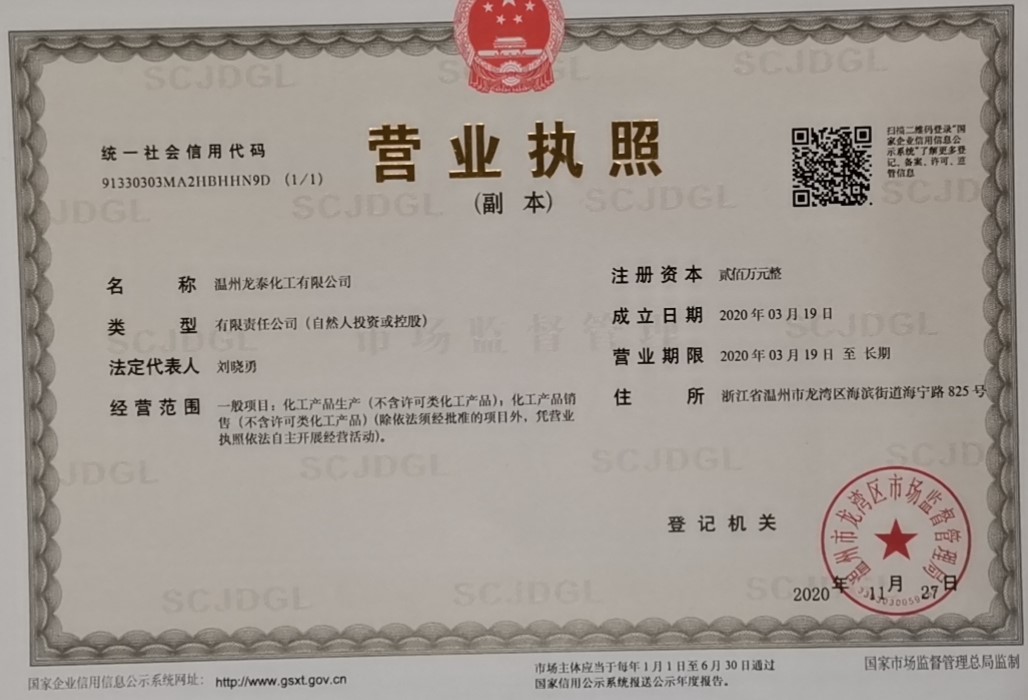 营业执照
(副 本)
统一社会信用代码
91330303MA2HBHHN9D (1/1)
扫描二维码登录“国
家企业信用信息公
示系统”了解更多登
记、备案、许可、监
管信息
名 称 温州龙泰化工有限公司
类 型 有限责任公司（自然人投资或控股）
法定代表人 刘晓勇
经营范围 一般项目：化工产品生产（不含许可类化工产品）；化工产品销
售（不含许可类化工产品）（除依法须经批准的项目外，凭营业
执照依法自主开展经营活动）。
注册资本 贰佰万元整
成立日期 2020年03月19日
营业期限 2020年03月19日 至 长期
住 所 浙江省温州市龙湾区海滨街道海宁路825号
登记机关
温州市龙湾区市场监督管理局
2020年 11月 27日
国家企业信用信息公示系统网址： http://www.gsxt.gov.cn
市场主体应当于每年1月1日至6月30日通过
国家信用公示系统报送公示年度报告。
国家市场监督管理总局监制
SCJDGL
市场监督管理